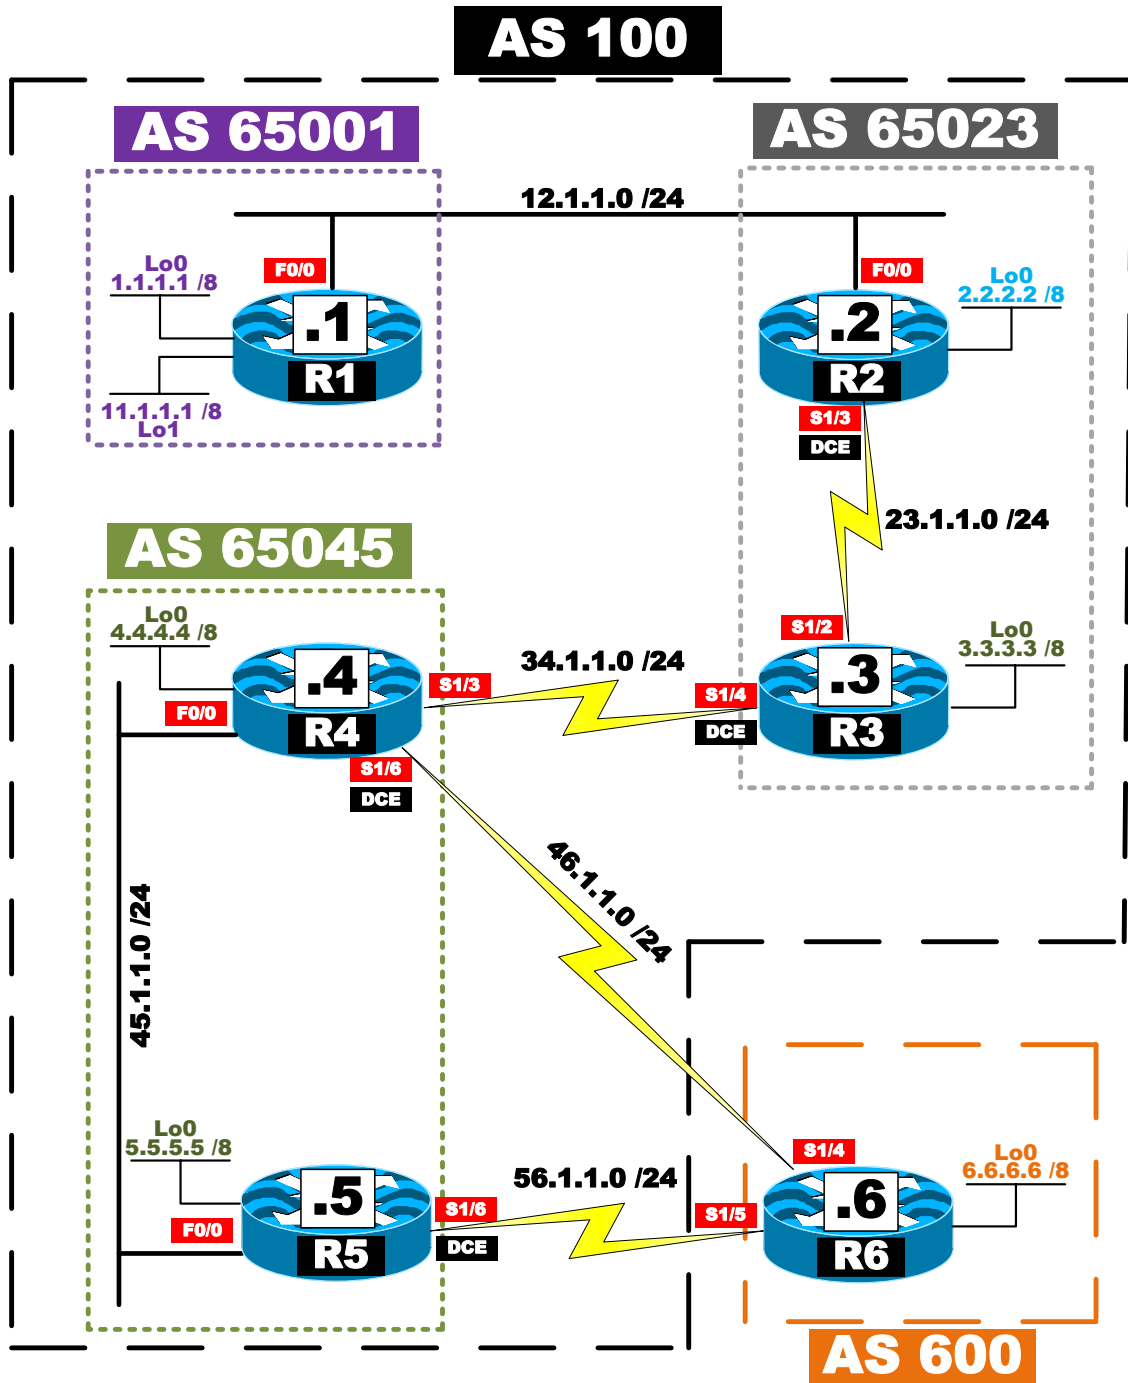 AS 100
AS 65001
AS 65023
12.1.1.0 /24
Lo0
1.1.1.1 /8
F0/0
.1
R1
11.1.1.1 /8
Lo1
F0/0
Lo0
2.2.2.2 /8
.2
R2
S1/3
DCE
23.1.1.0 /24
AS 65045
Lo0
4.4.4.4 /8
F0/0
.4
R4
S1/3
S1/6
DCE
34.1.1.0 /24
S1/2
S1/4
DCE
.3
R3
Lo0
3.3.3.3 /8
46.1.1.0 /24
45.1.1.0 /24
Lo0
5.5.5.5 /8
F0/0
.5
R5
S1/6
DCE
56.1.1.0 /24
S1/4
S1/5
.6
R6
Lo0
6.6.6.6 /8
AS 600